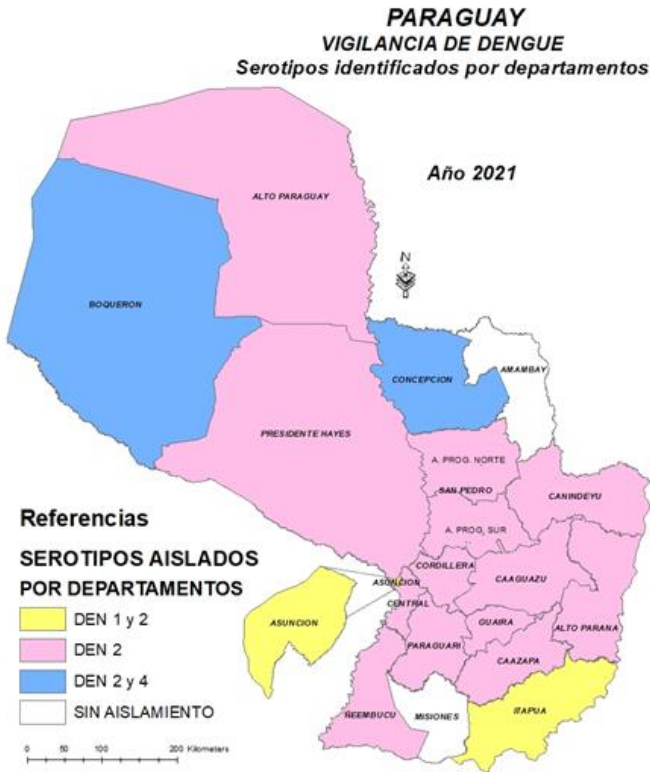 PARAGUAY
VIGILANCIA DE DENGUE
Serotipos identificados por departamentos
Año 2021
N
ALTO PARAGUAY
BOQUERON
CONCEPCION
AMAMBAY
PRESIDENTE HAYES
A. PROG. NORTE
SAN PEDRO
CANINDEYU
A. PROG. SUR
CORDILLERA
ASUNCION
CAAGUAZU
CENTRAL
ASUNCION
GUAIRA
ALTO PARANA
PARAGUARI
CAAZAPA
ITAPUA
ÑEEMBUCU
MISIONES
Referencias
SEROTIPOS AISLADOS
POR DEPARTAMENTOS
DEN 1 y 2
DEN 2
DEN 2 y 4
SIN AISLAMIENTO
0 50 100 200 Kilometers